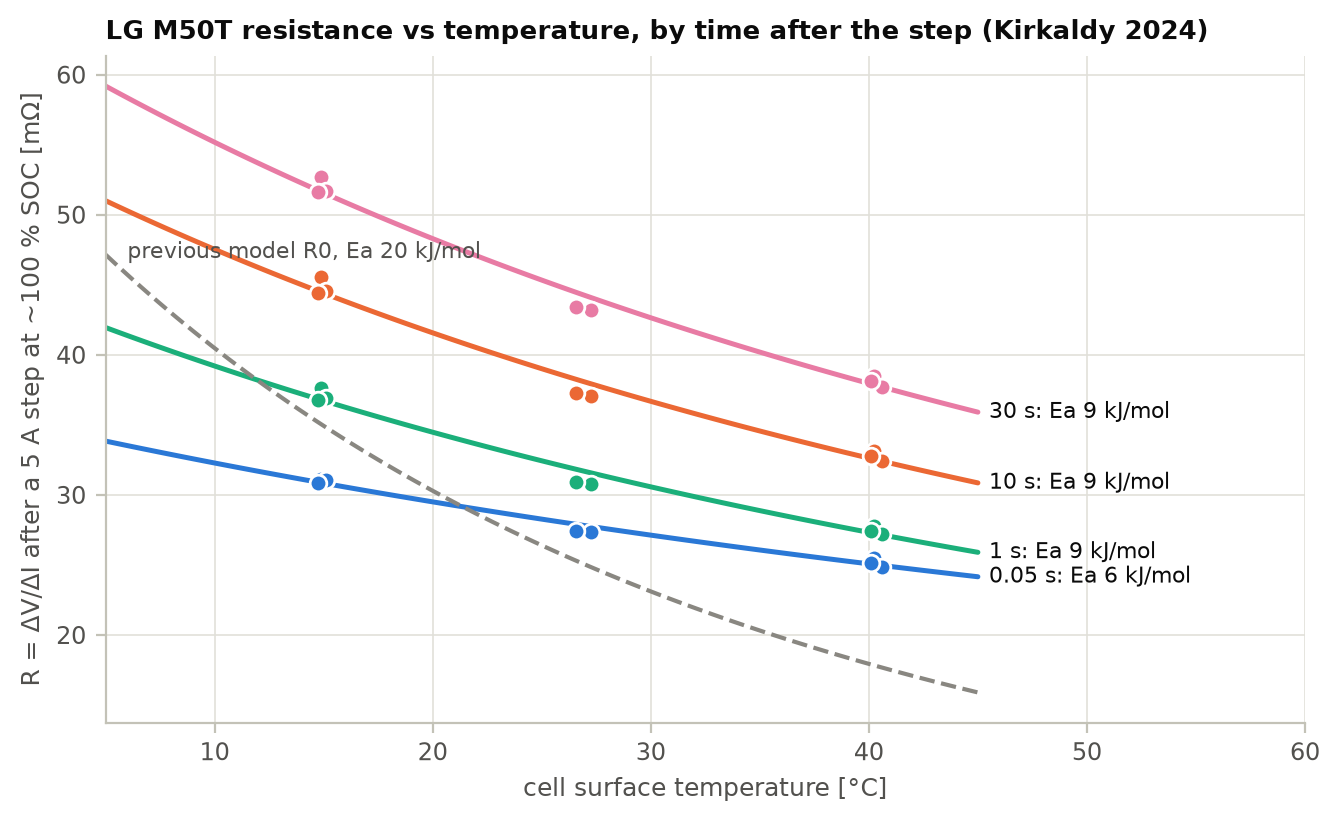 LG M50T resistance vs temperature, by time after the step (Kirkaldy 2024)
R = ΔV/ΔI after a 5 A step at ~100 % SOC [mΩ]
60
50
40
30
20
previous model R0, Ea 20 kJ/mol
30 s: Ea 9 kJ/mol
10 s: Ea 9 kJ/mol
1 s: Ea 9 kJ/mol
0.05 s: Ea 6 kJ/mol
10
20
30
40
50
60
cell surface temperature [°C]